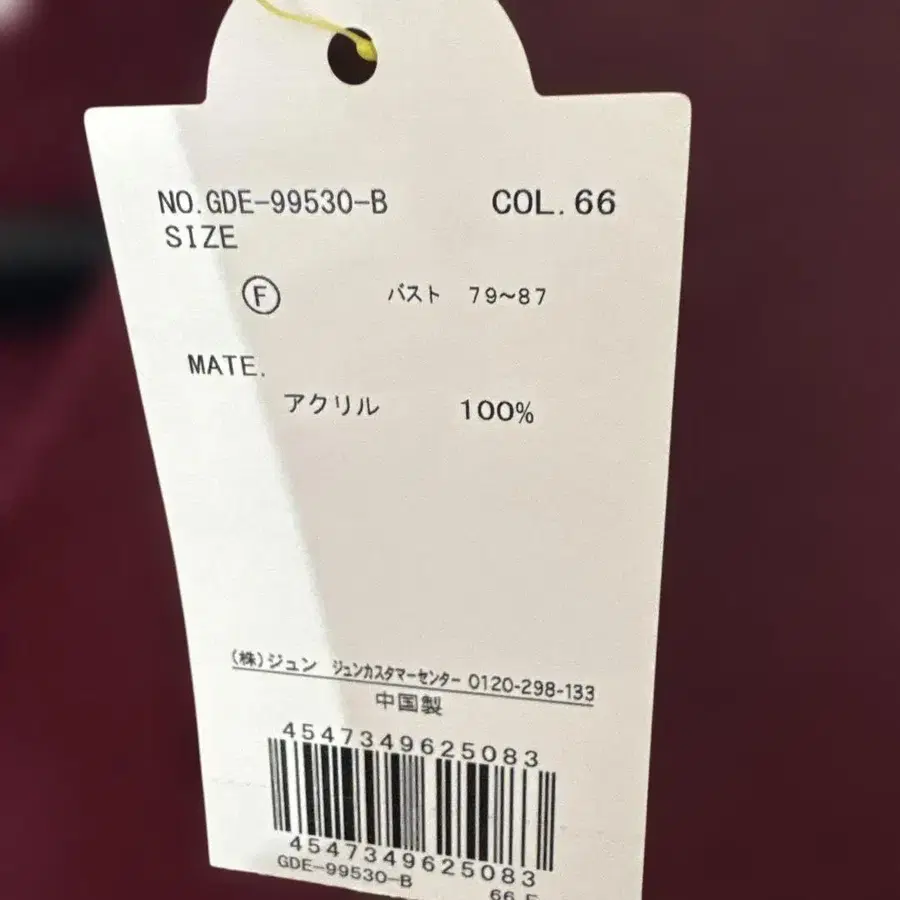 NO.GDE-99530-B COL.66
SIZE
Ⓕ バスト 79~87
MATE.
アクリル 100%
(株)ジュン ジュンカスタマーセンター 0120-298-133
中国製
4547349625083
4547349625083
GDE-99530-B
66 F